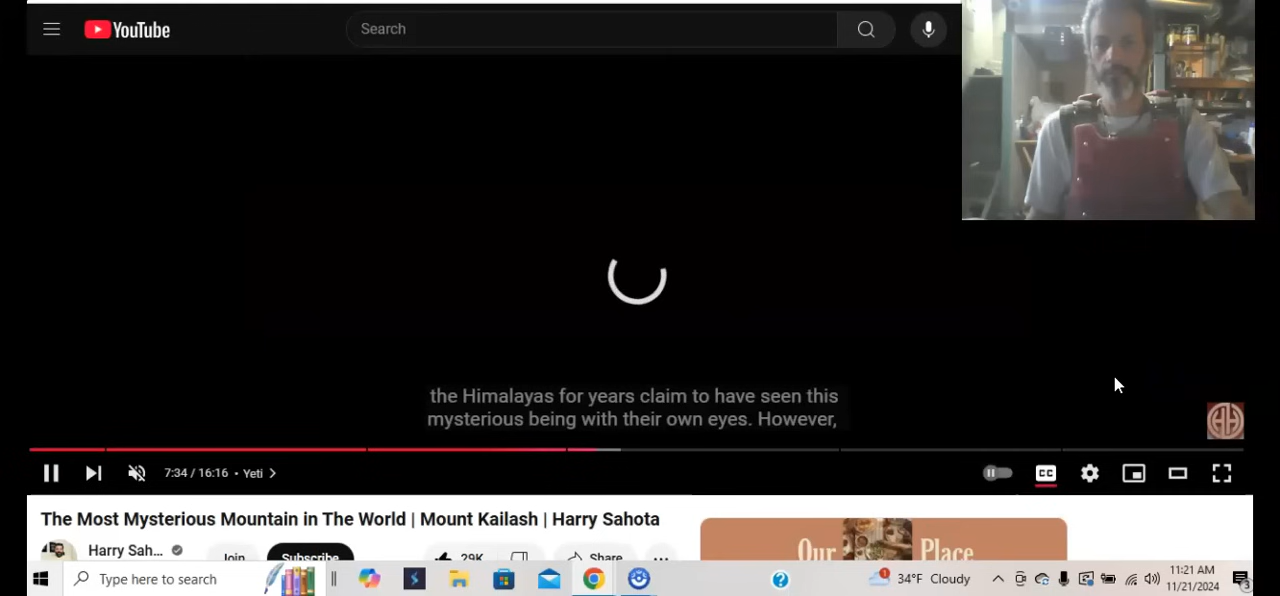 YouTube
Search
the Himalayas for years claim to have seen this
mysterious being with their own eyes. However,
7:34 / 16:16 • Yeti
CC
The Most Mysterious Mountain in The World | Mount Kailash | Harry Sahota
Harry Sah...
Join
Subscribe
29K
Share
Our Place
Type here to search
34°F Cloudy
11:21 AM
11/21/2024